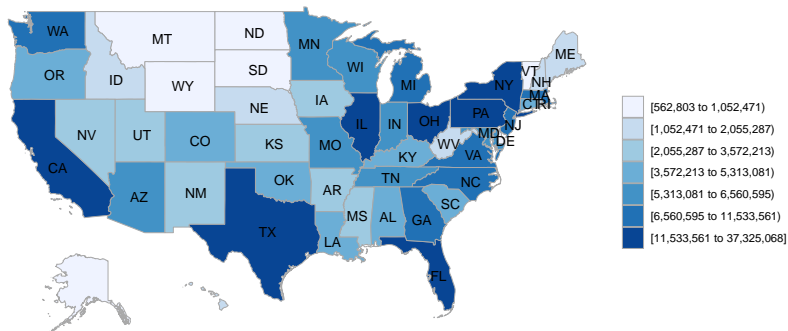 WA
MT
ND
MN
ME
OR
ID
SD
WI
VT
NH
WY
MI
NY
MA
CT
RI
NE
IA
PA
NJ
NV
UT
CO
KS
MO
IL
IN
OH
MD
DE
WV
VA
CA
KY
AZ
NM
OK
AR
TN
NC
TX
LA
MS
AL
GA
SC
FL
[562,803 to 1,052,471)
[1,052,471 to 2,055,287)
[2,055,287 to 3,572,213)
[3,572,213 to 5,313,081)
[5,313,081 to 6,560,595)
[6,560,595 to 11,533,561)
[11,533,561 to 37,325,068]